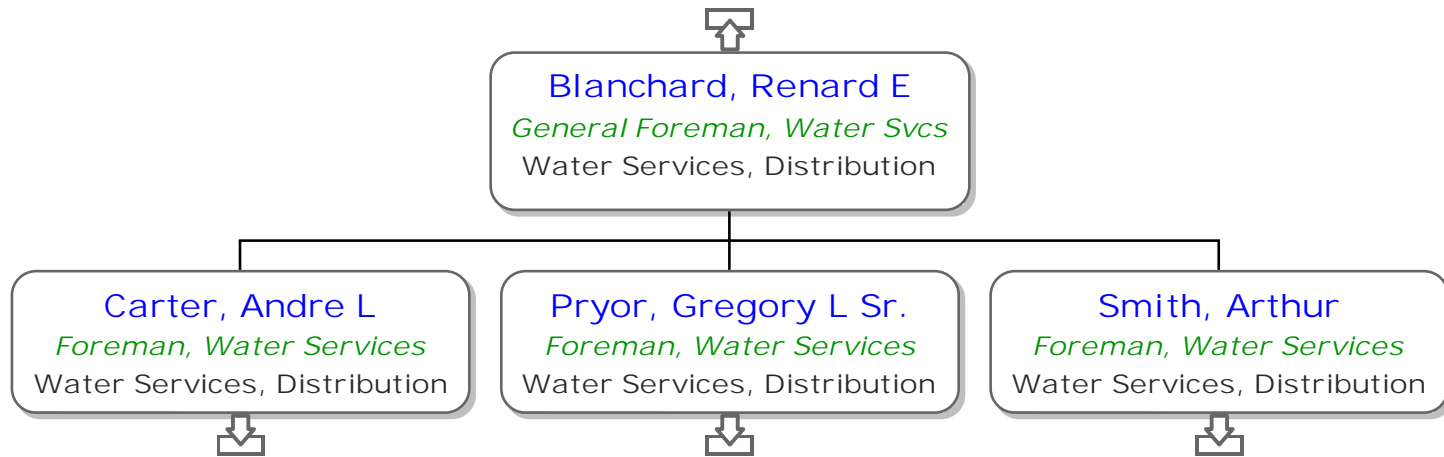 Blanchard, Renard E
General Foreman, Water Svcs
Water Services, Distribution
Carter, Andre L
Foreman, Water Services
Water Services, Distribution
Pryor, Gregory L Sr.
Foreman, Water Services
Water Services, Distribution
Smith, Arthur
Foreman, Water Services
Water Services, Distribution